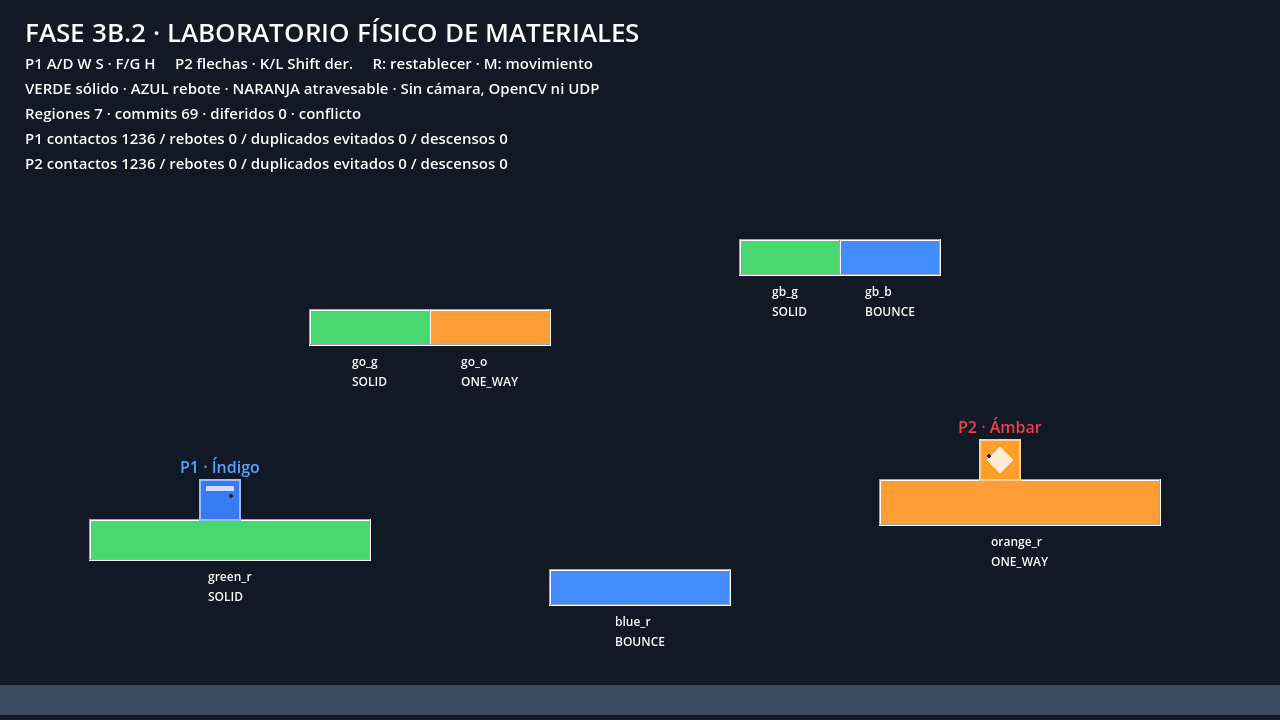 FASE 3B.2 · LABORATORIO FÍSICO DE MATERIALES
P1 A/D W S · F/G H     P2 flechas · K/L Shift der.     R: restablecer · M: movimiento
VERDE sólido · AZUL rebote · NARANJA atravesable · Sin cámara, OpenCV ni UDP
Regiones 7 · commits 69 · diferidos 0 · conflicto
P1 contactos 1236 / rebotes 0 / duplicados evitados 0 / descensos 0
P2 contactos 1236 / rebotes 0 / duplicados evitados 0 / descensos 0
gb_g
SOLID
gb_b
BOUNCE
go_g
SOLID
go_o
ONE_WAY
P2 · Ámbar
P1 · Índigo
orange_r
ONE_WAY
green_r
SOLID
blue_r
BOUNCE